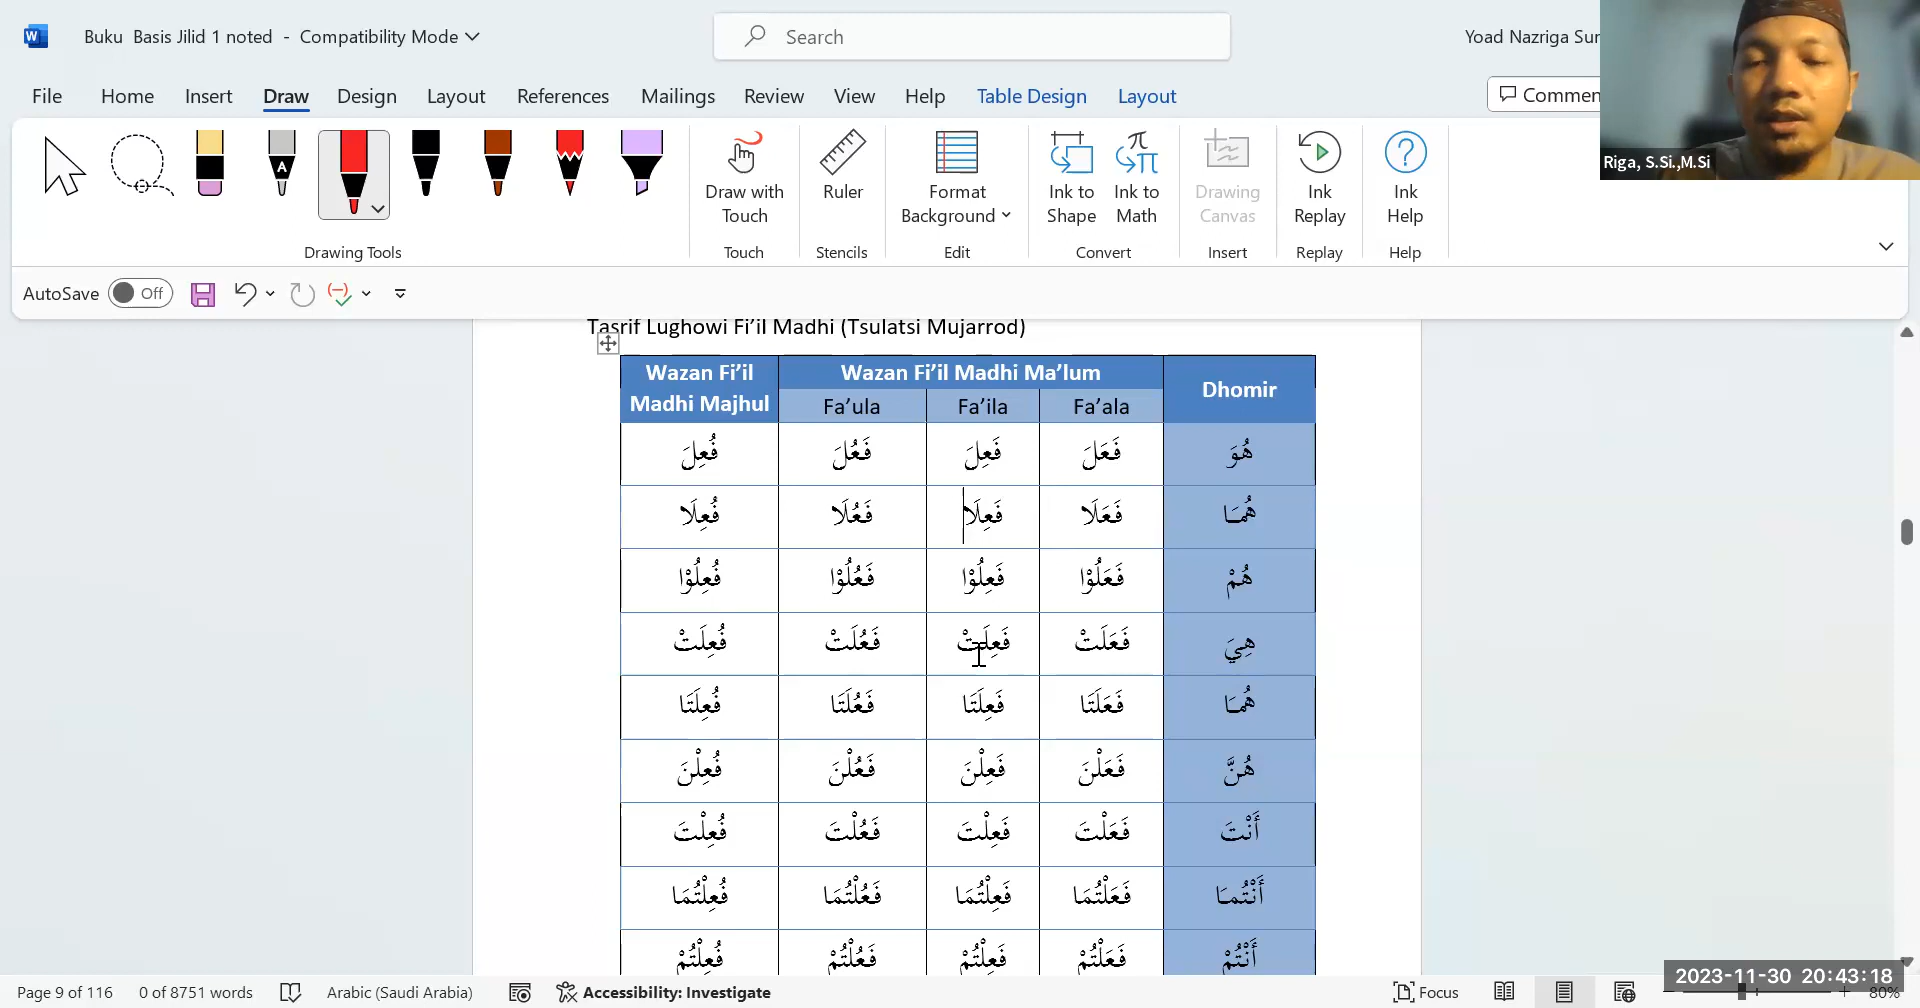 Buku Basis Jilid 1 noted - Compatibility Mode
Search
Yoad Nazriga
File Home Insert Draw Design Layout References Mailings Review View Help Table Design Layout
Riga, S.Si.,M.Si
Draw with Touch
Ruler
Format Background
Ink to Shape
Ink to Math
Drawing Canvas
Ink Replay
Ink Help
Drawing Tools Touch Stencils Edit Convert Insert Replay Help
AutoSave Off
Tasrif Lughowi Fi’il Madhi (Tsulatsi Mujarrod)
Wazan Fi’il Madhi Majhul
Wazan Fi’il Madhi Ma’lum
Dhomir
Fa’ula Fa’ila Fa’ala
هُوَ فَعَلَ فَعِلَ فَعُلَ فُعِلَ
هُمَا فَعَلَا فَعِلَا فَعُلَا فُعِلَا
هُمْ فَعَلُوْا فَعِلُوْا فَعُلُوْا فُعِلُوْا
هِيَ فَعَلَتْ فَعِلَتْ فَعُلَتْ فُعِلَتْ
هُمَا فَعَلَتَا فَعِلَتَا فَعُلَتَا فُعِلَتَا
هُنَّ فَعَلْنَ فَعِلْنَ فَعُلْنَ فُعِلْنَ
أَنْتَ فَعَلْتَ فَعِلْتَ فَعُلْتَ فُعِلْتَ
أَنْتُمَا فَعَلْتُمَا فَعِلْتُمَا فَعُلْتُمَا فُعِلْتُمَا
أَنْتُمْ فَعَلْتُمْ فَعِلْتُمْ فَعُلْتُمْ فُعِلْتُمْ
Page 9 of 116 0 of 8751 words Arabic (Saudi Arabia) Accessibility: Investigate Focus 80%
2023-11-30 20:43:18